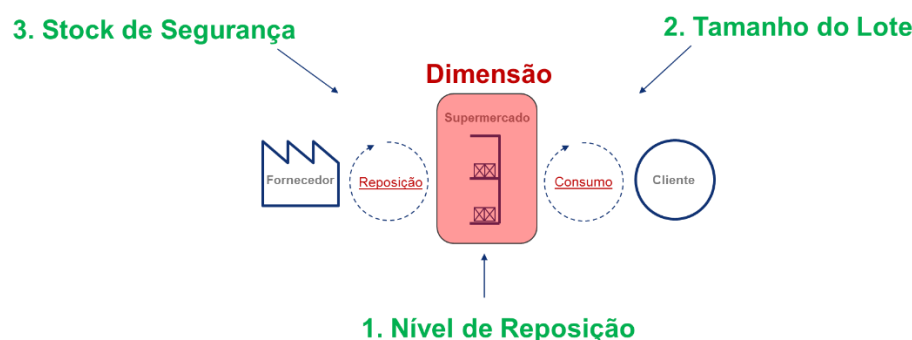 3. Stock de Segurança
2. Tamanho do Lote
Dimensão
Supermercado
Fornecedor
Reposição
Consumo
Cliente
1. Nível de Reposição